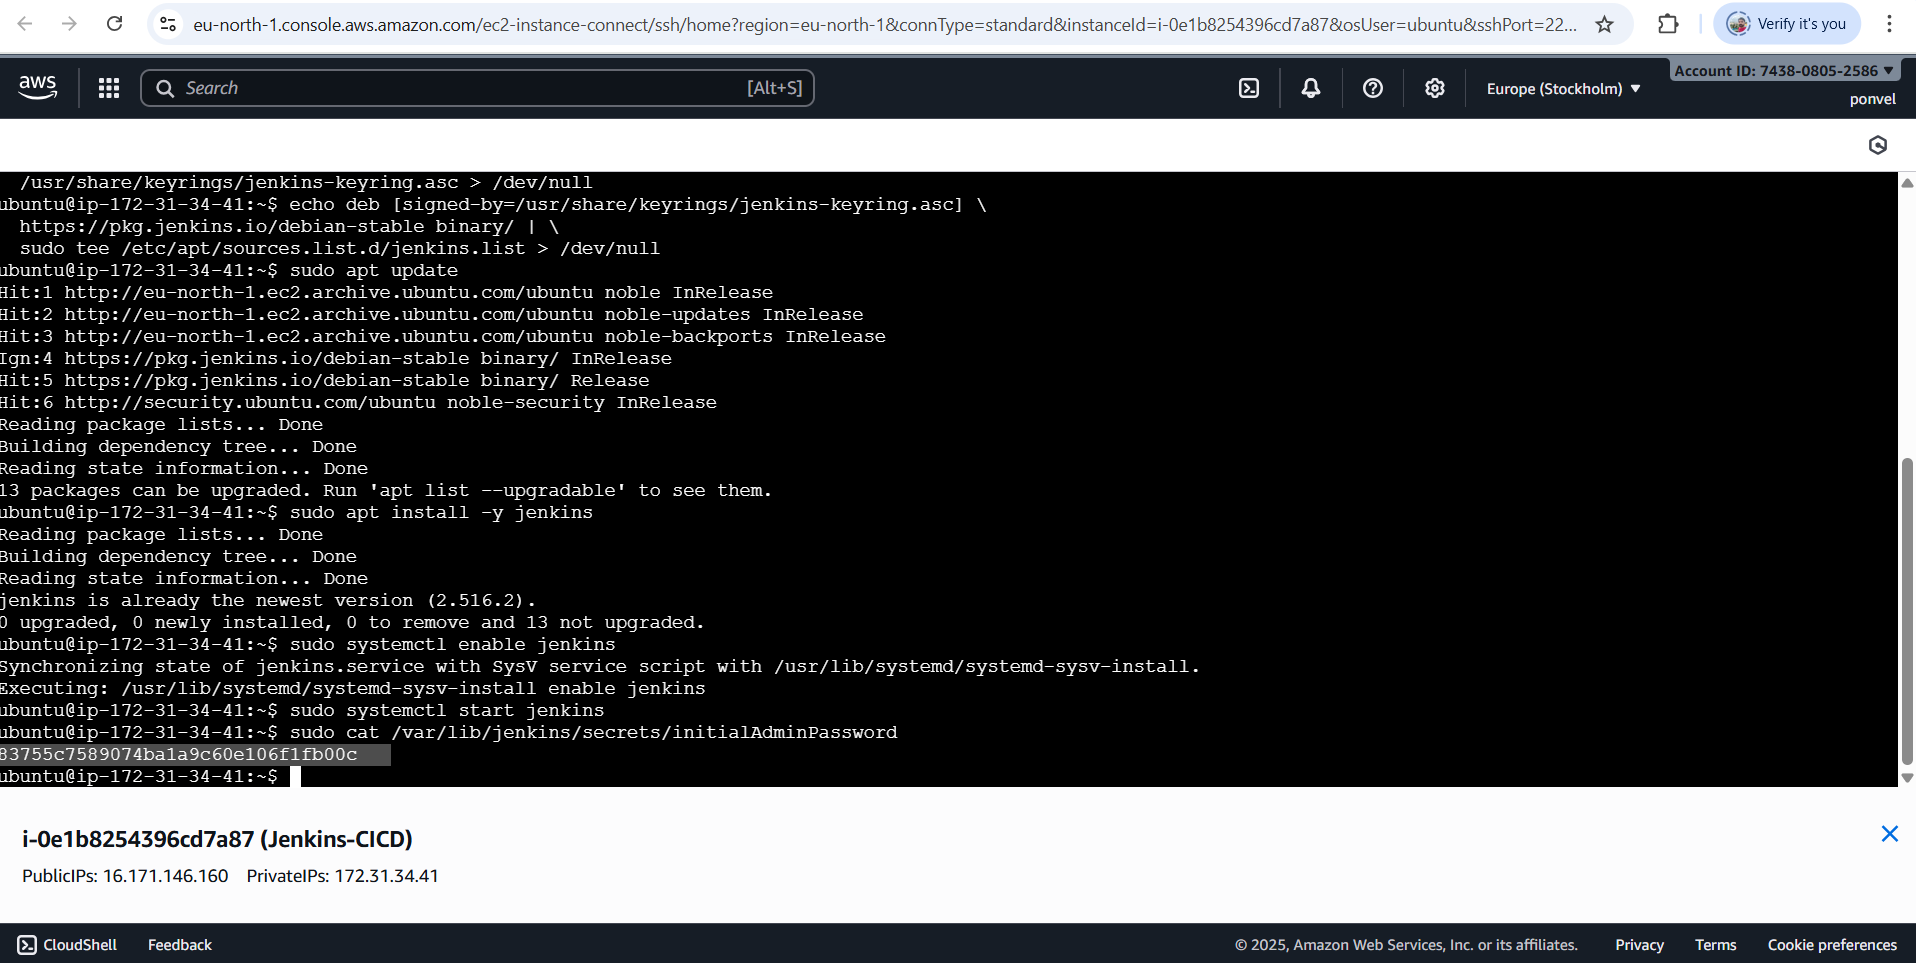 eu-north-1.console.aws.amazon.com/ec2-instance-connect/ssh/home?region=eu-north-1&connType=standard&instanceId=i-0e1b8254396cd7a87&osUser=ubuntu&sshPort=22...
Verify it's you
aws
Search
[Alt+S]
Europe (Stockholm)
Account ID: 7438-0805-2586
ponvel
/usr/share/keyrings/jenkins-keyring.asc > /dev/null
ubuntu@ip-172-31-34-41:~$ echo deb [signed-by=/usr/share/keyrings/jenkins-keyring.asc] \
https://pkg.jenkins.io/debian-stable binary/ | \
sudo tee /etc/apt/sources.list.d/jenkins.list > /dev/null
ubuntu@ip-172-31-34-41:~$ sudo apt update
Hit:1 http://eu-north-1.ec2.archive.ubuntu.com/ubuntu noble InRelease
Hit:2 http://eu-north-1.ec2.archive.ubuntu.com/ubuntu noble-updates InRelease
Hit:3 http://eu-north-1.ec2.archive.ubuntu.com/ubuntu noble-backports InRelease
Ign:4 https://pkg.jenkins.io/debian-stable binary/ InRelease
Hit:5 https://pkg.jenkins.io/debian-stable binary/ Release
Hit:6 http://security.ubuntu.com/ubuntu noble-security InRelease
Reading package lists... Done
Building dependency tree... Done
Reading state information... Done
13 packages can be upgraded. Run 'apt list --upgradable' to see them.
ubuntu@ip-172-31-34-41:~$ sudo apt install -y jenkins
Reading package lists... Done
Building dependency tree... Done
Reading state information... Done
jenkins is already the newest version (2.516.2).
0 upgraded, 0 newly installed, 0 to remove and 13 not upgraded.
ubuntu@ip-172-31-34-41:~$ sudo systemctl enable jenkins
Synchronizing state of jenkins.service with SysV service script with /usr/lib/systemd/systemd-sysv-install.
Executing: /usr/lib/systemd/systemd-sysv-install enable jenkins
ubuntu@ip-172-31-34-41:~$ sudo systemctl start jenkins
ubuntu@ip-172-31-34-41:~$ sudo cat /var/lib/jenkins/secrets/initialAdminPassword
83755c7589074ba1a9c60e106f1fb00c
ubuntu@ip-172-31-34-41:~$
i-0e1b8254396cd7a87 (Jenkins-CICD)
PublicIPs: 16.171.146.160 PrivateIPs: 172.31.34.41
CloudShell
Feedback
© 2025, Amazon Web Services, Inc. or its affiliates.
Privacy
Terms
Cookie preferences